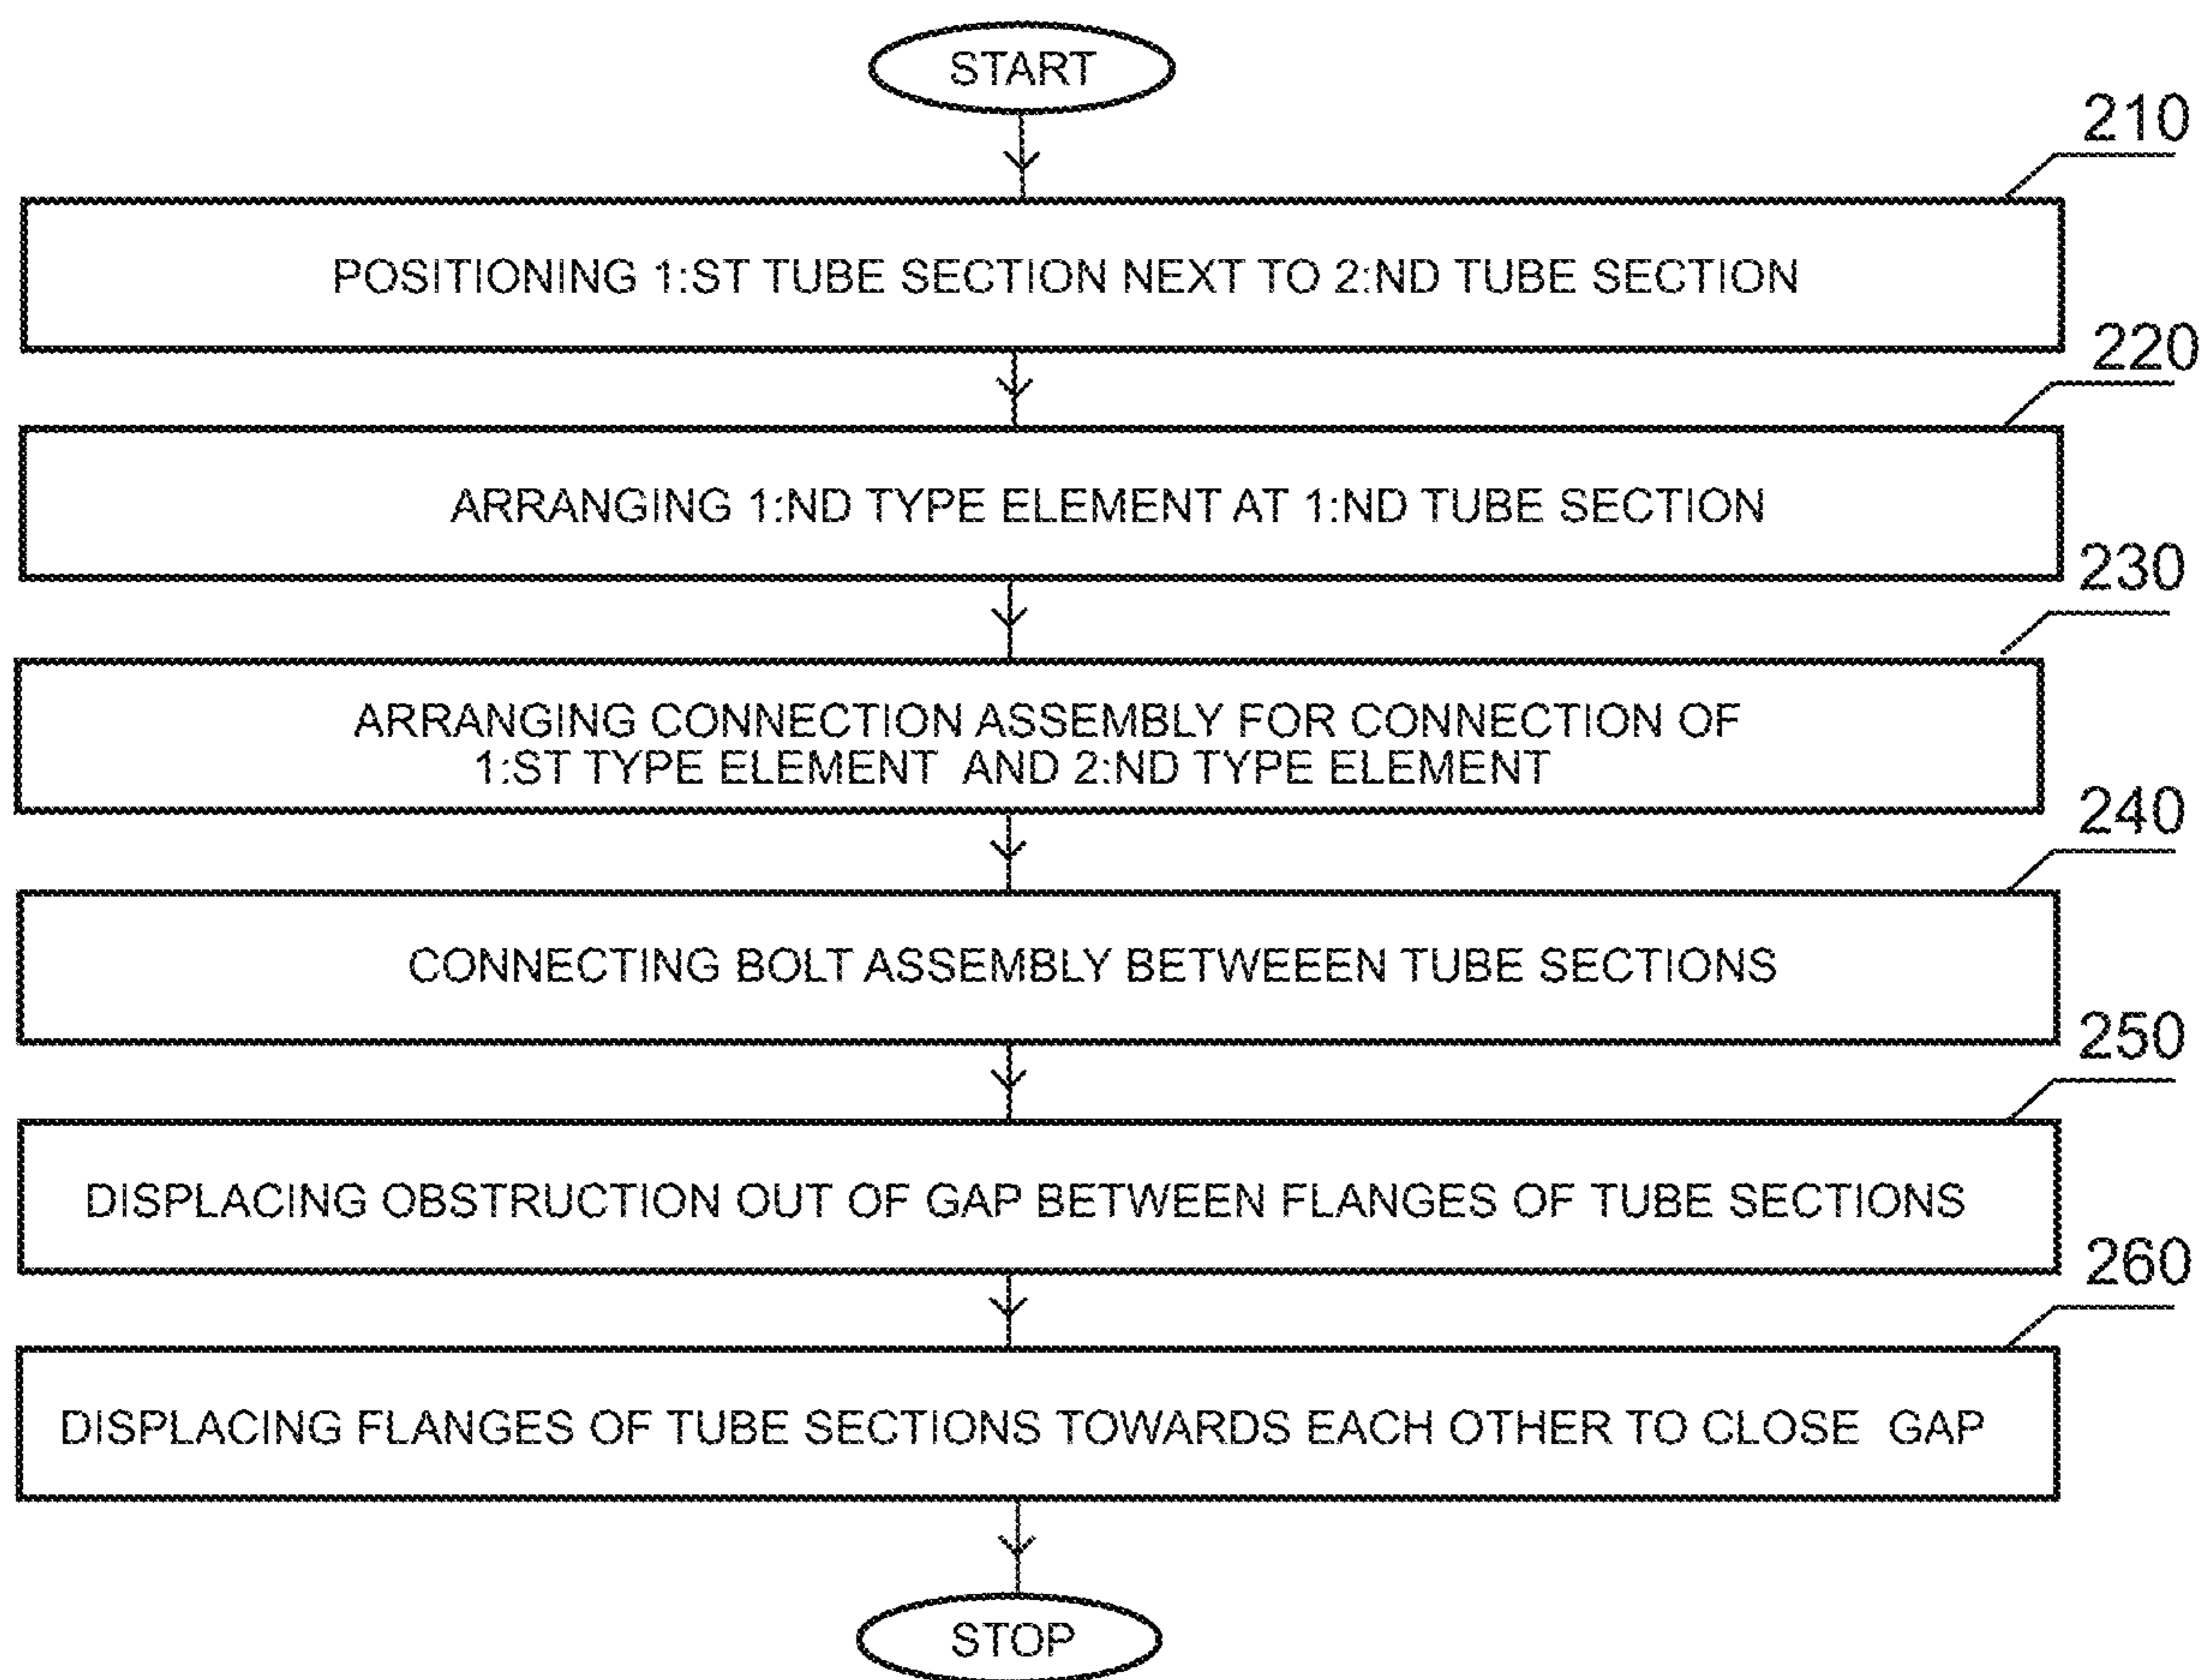 START
210
POSITIONING 1:ST TUBE SECTION NEXT TO 2:ND TUBE SECTION
220
ARRANGING 1:ND TYPE ELEMENT AT 1:ND TUBE SECTION
230
ARRANGING CONNECTION ASSEMBLY FOR CONNECTION OF
1:ST TYPE ELEMENT AND 2:ND TYPE ELEMENT
240
CONNECTING BOLT ASSEMBLY BETWEEEN TUBE SECTIONS
250
DISPLACING OBSTRUCTION OUT OF GAP BETWEEN FLANGES OF TUBE SECTIONS
260
DISPLACING FLANGES OF TUBE SECTIONS TOWARDS EACH OTHER TO CLOSE GAP
STOP